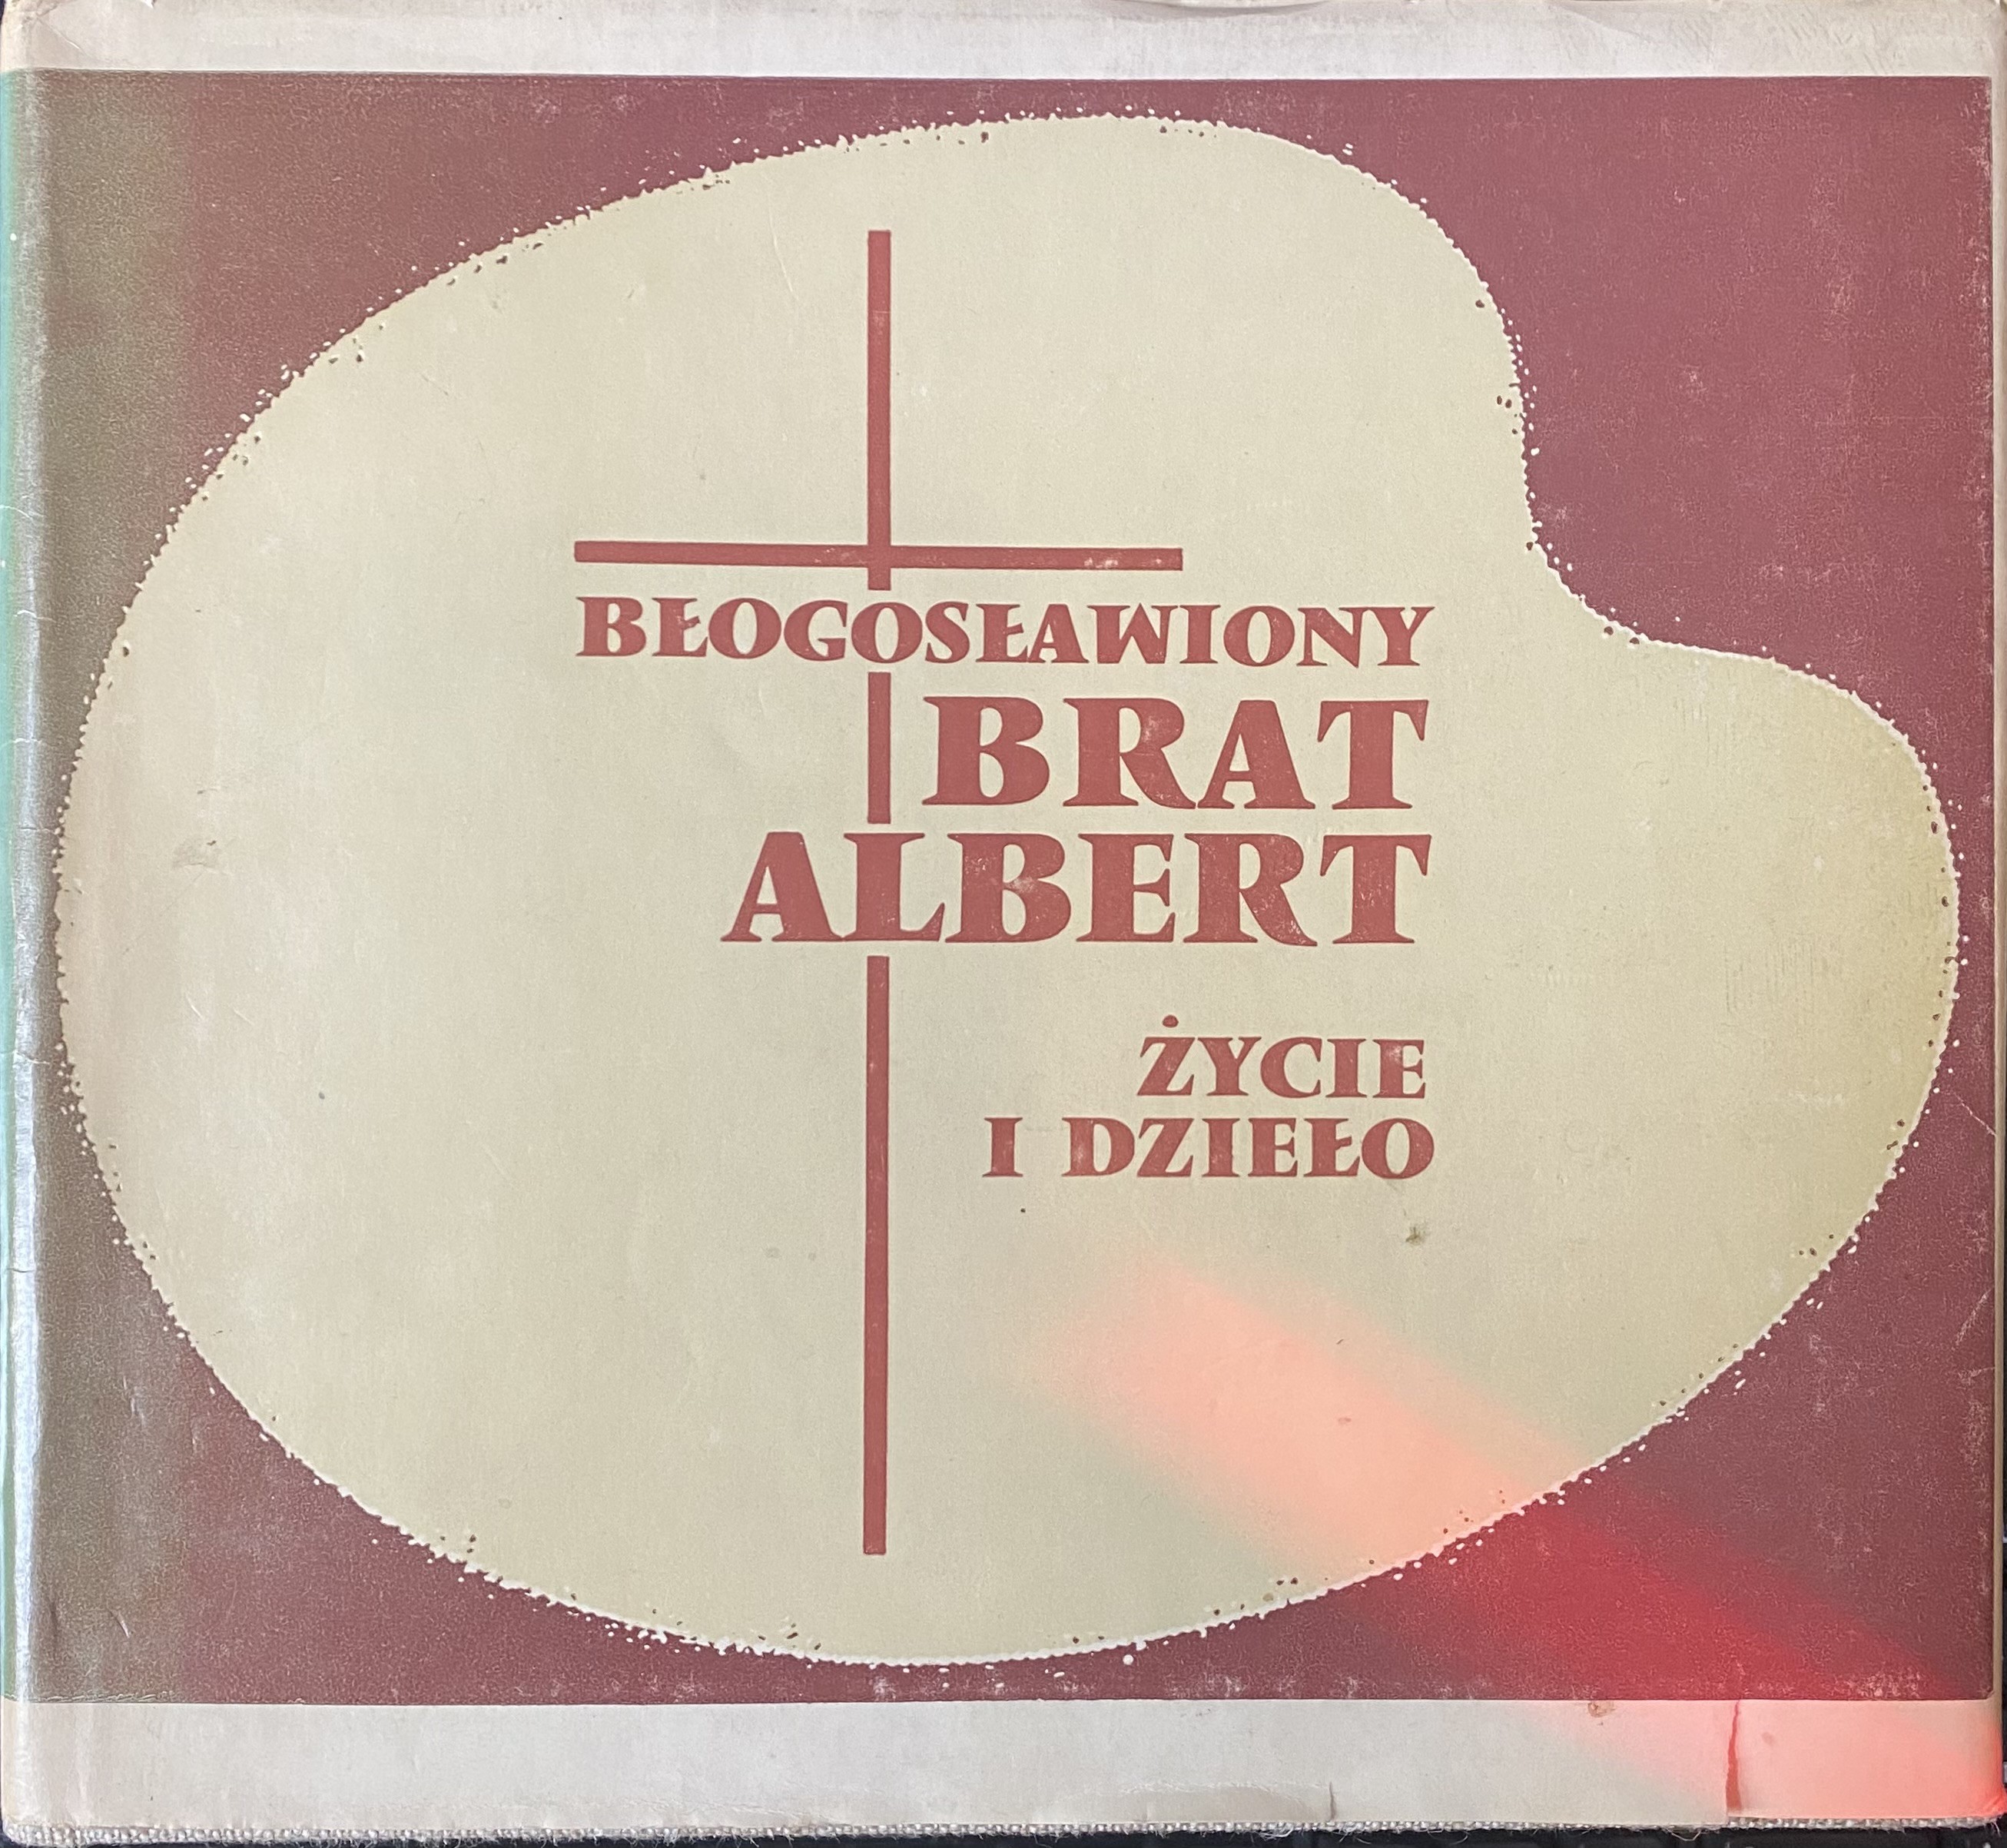 BŁOGOSŁAWIONY
BRAT
ALBERT
ŻYCIE
I DZIEŁO